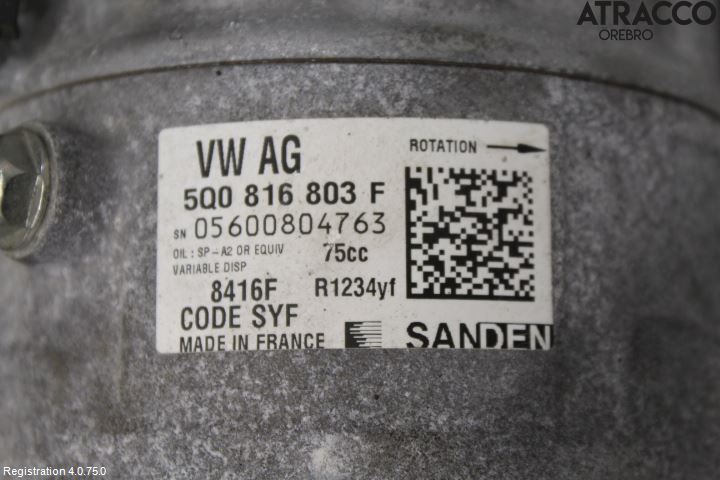 ATRACCO
ÖREBRO
VW AG
ROTATION
5Q0 816 803 F
SN 05600804763
OIL : SP-A2 OR EQUIV 75cc
VARIABLE DISP
8416F R1234yf
CODE SYF
MADE IN FRANCE SANDEN
Registration 4.0.75.0